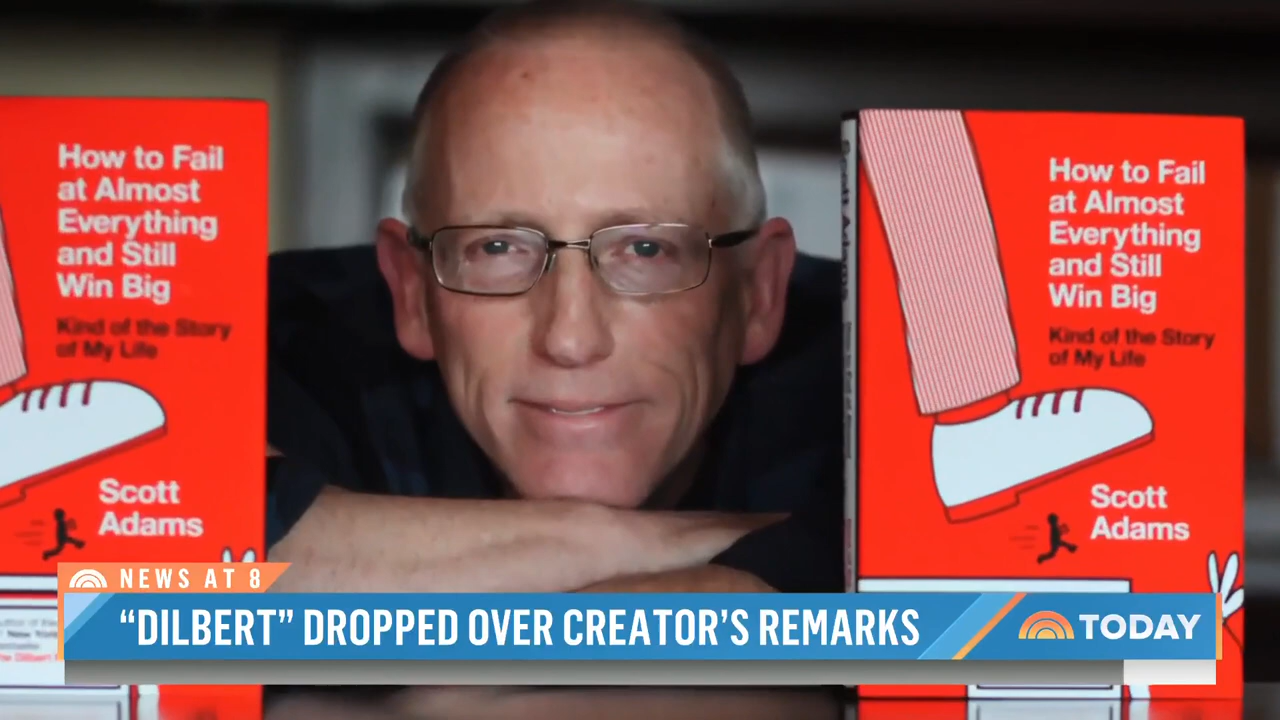 How to Fail
at Almost
Everything
and Still
Win Big
Kind of the Story
of My Life
Scott
Adams
Scott Adams
How to Fail
at Almost
Everything
and Still
Win Big
Kind of the Story
of My Life
Scott
Adams
NEWS AT 8
“DILBERT” DROPPED OVER CREATOR’S REMARKS
TODAY